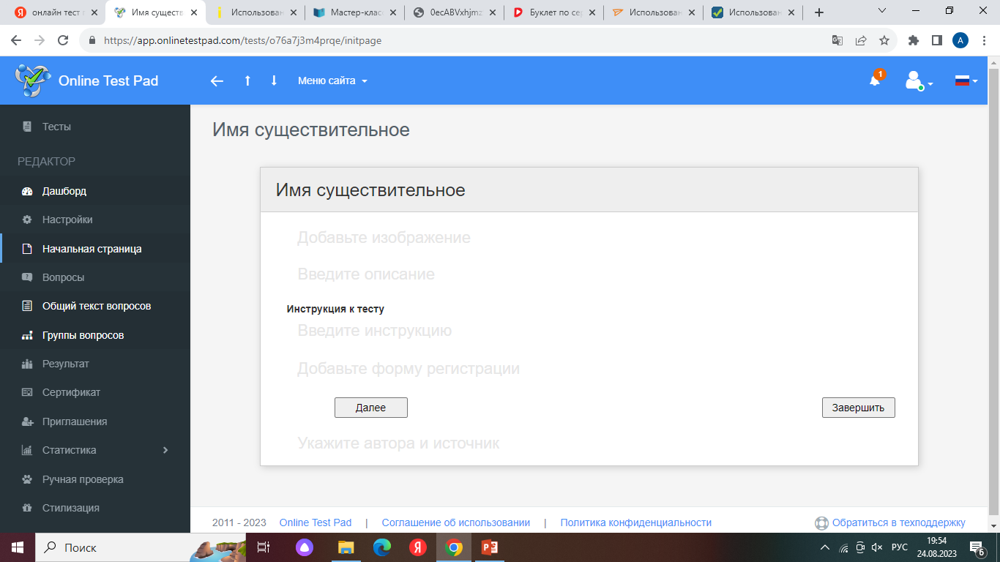 онлайн тест п
Имя существ
Использован
Мастер-клас
0ecABVxhjmz
Буклет по се
Использован
Использован
https://app.onlinetestpad.com/tests/o76a7j3m4prqe/initpage
A
Online Test Pad
Меню сайта
1
Тесты
РЕДАКТОР
Дашборд
Настройки
Начальная страница
Вопросы
Общий текст вопросов
Группы вопросов
Результат
Сертификат
Приглашения
Статистика
Ручная проверка
Стилизация
Имя существительное
Имя существительное
Добавьте изображение
Введите описание
Инструкция к тесту
Введите инструкцию
Добавьте форму регистрации
Далее
Завершить
Укажите автора и источник
2011 - 2023 Online Test Pad | Соглашение об использовании | Политика конфиденциальности
Обратиться в техподдержку
Поиск
РУС
19:54
24.08.2023
6